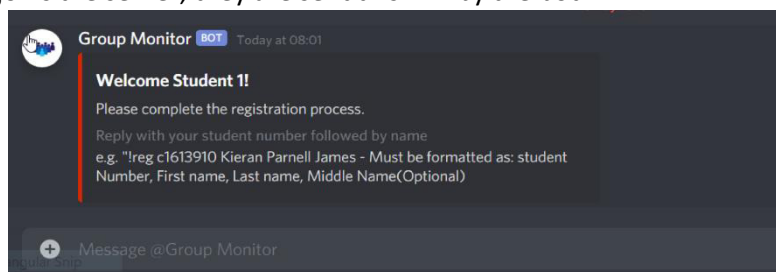 Group Monitor BOT Today at 08:01
Welcome Student 1!
Please complete the registration process.
Reply with your student number followed by name
e.g. "!reg c1613910 Kieran Parnell James - Must be formatted as: student
Number, First name, Last name, Middle Name(Optional)
Message @Group Monitor